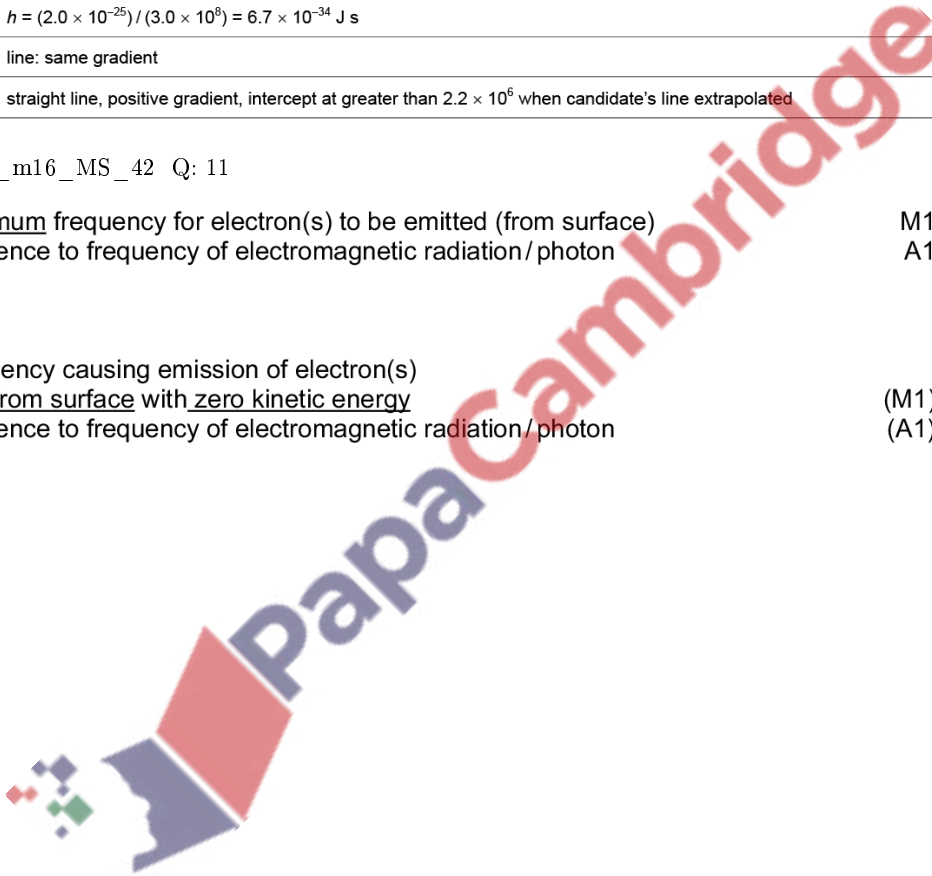 h = (2.0 × 10⁻²⁵) / (3.0 × 10⁸) = 6.7 × 10⁻³⁴ J s
line: same gradient
straight line, positive gradient, intercept at greater than 2.2 × 10⁶ when candidate's line extrapolated
_m16_MS_42 Q: 11
mum frequency for electron(s) to be emitted (from surface) M1
ence to frequency of electromagnetic radiation / photon A1
ency causing emission of electron(s)
rom surface with zero kinetic energy (M1)
ence to frequency of electromagnetic radiation / photon (A1)
PapaCambridge